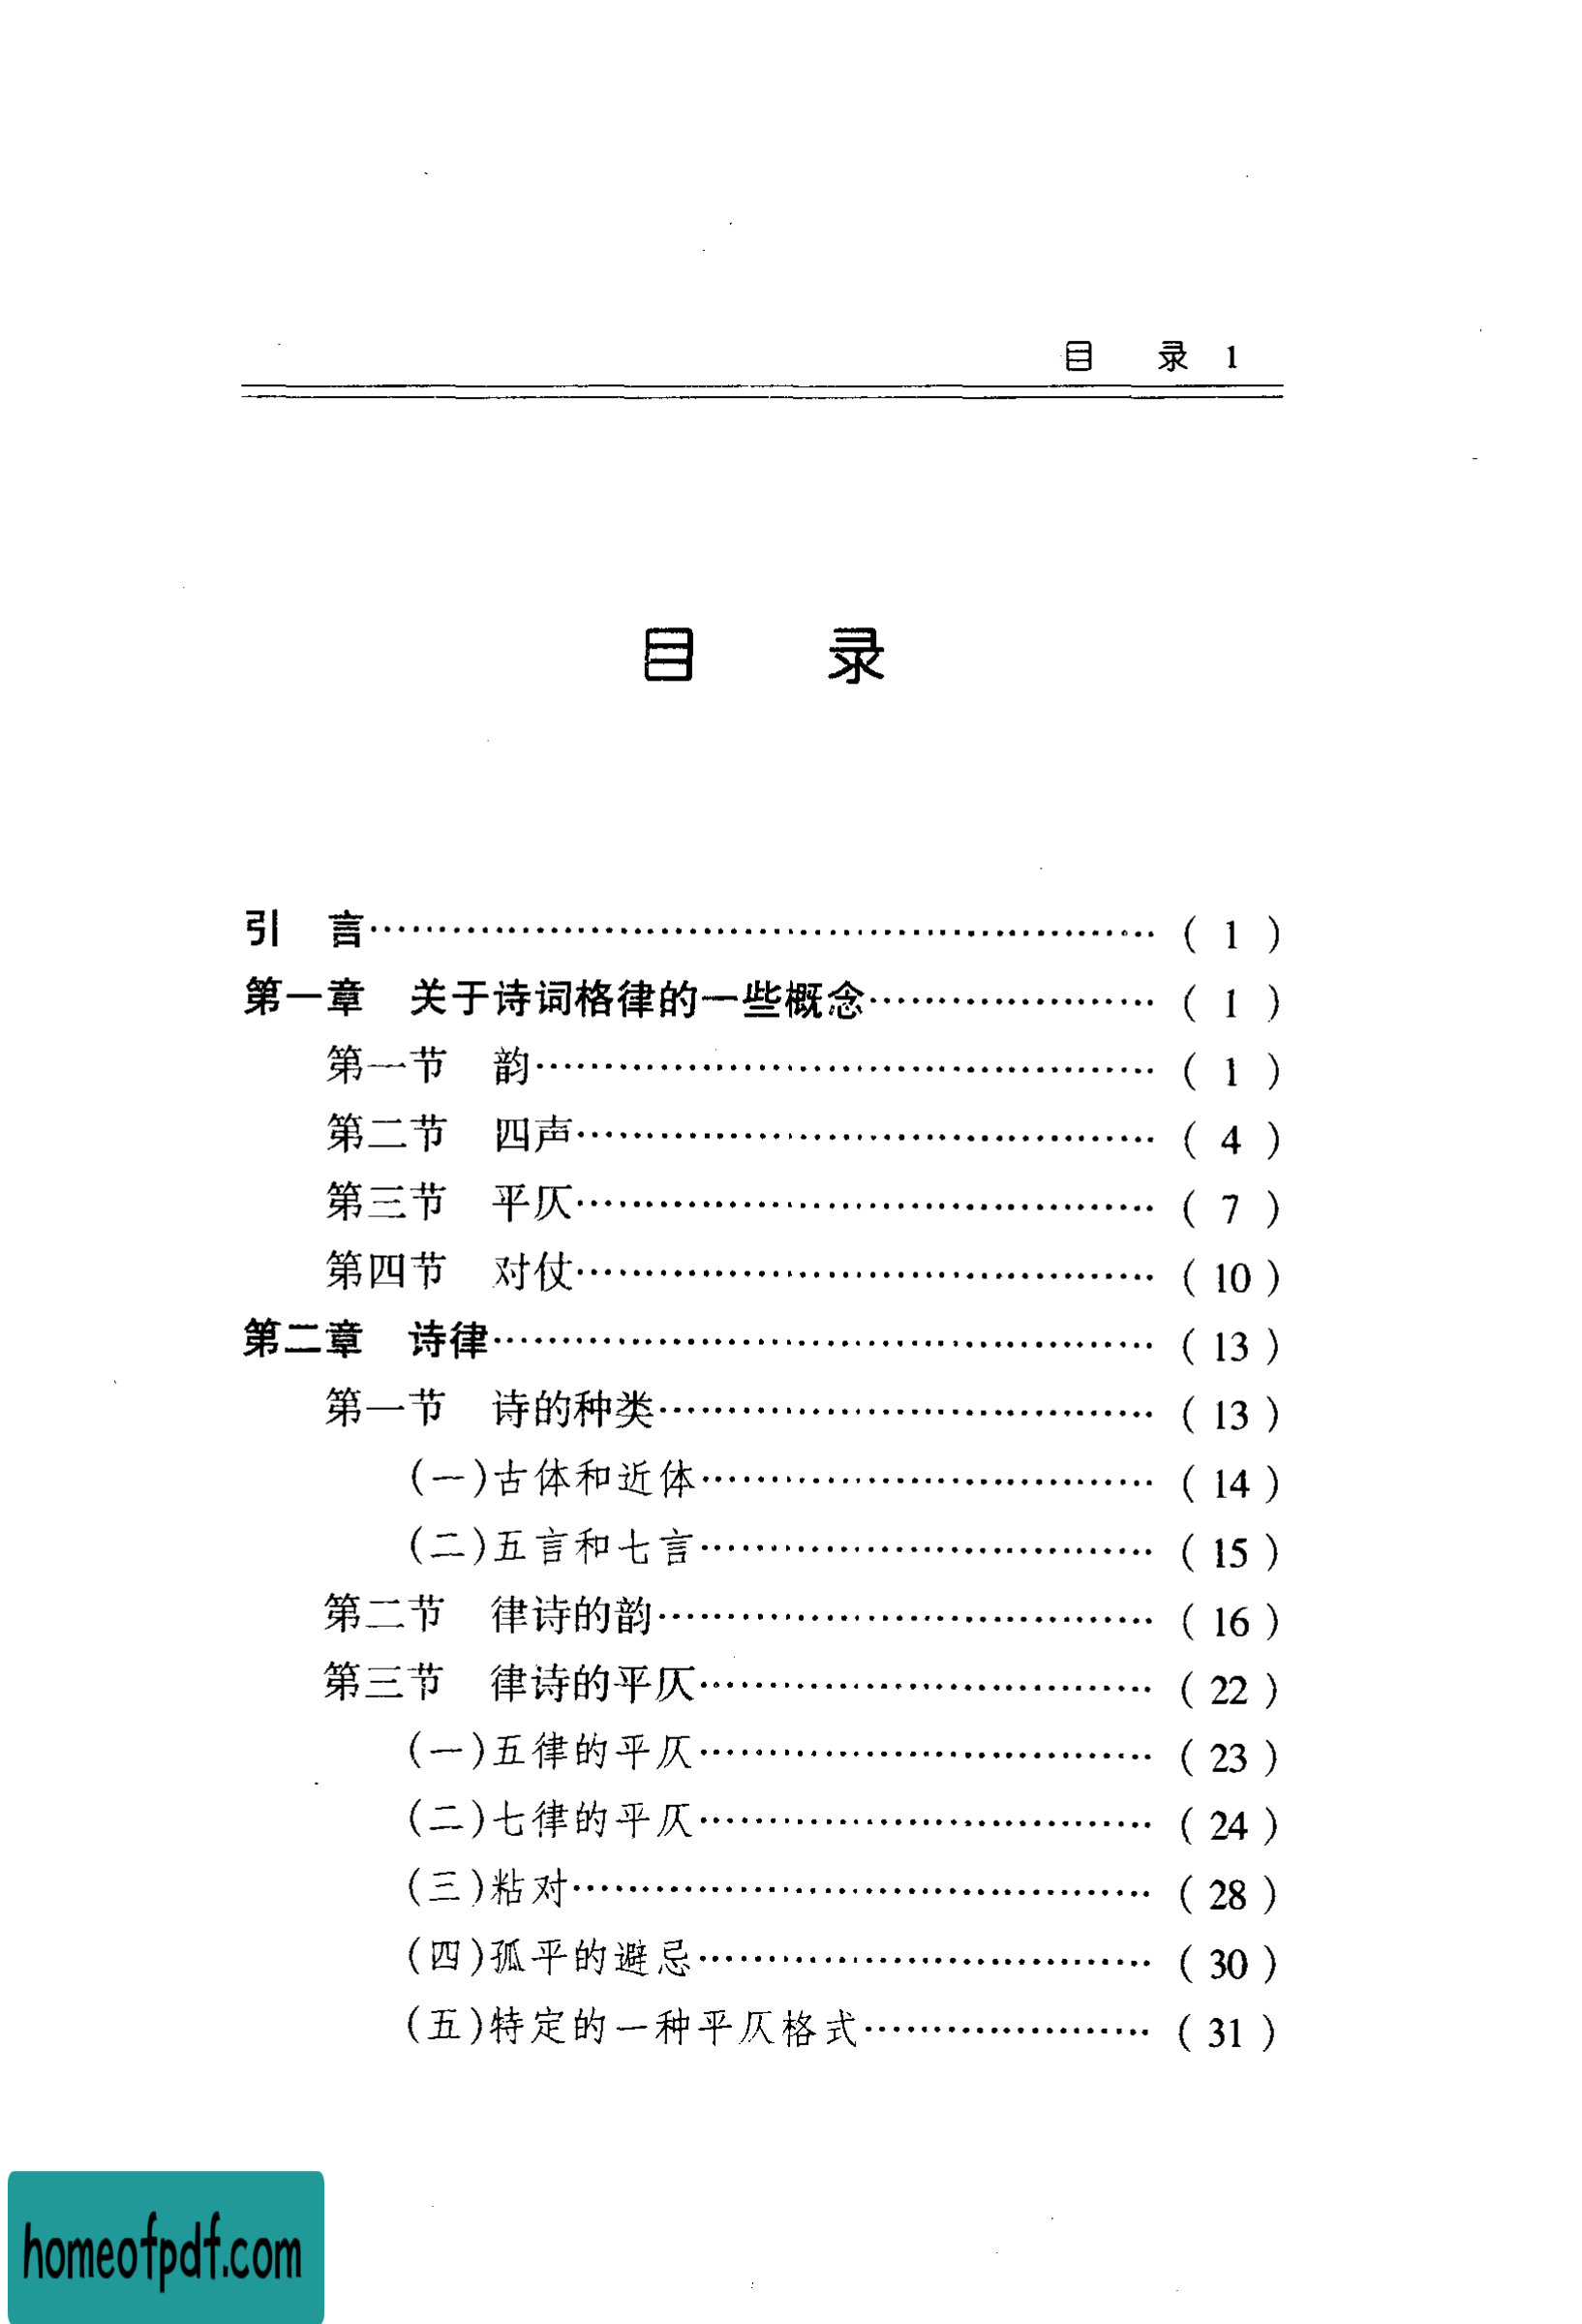 目　录 1
目　录
引　言……………………………………………………( 1 )
第一章　关于诗词格律的一些概念…………………( 1 )
第一节　韵………………………………………( 1 )
第二节　四声……………………………………( 4 )
第三节　平仄……………………………………( 7 )
第四节　对仗……………………………………( 10 )
第二章　诗律…………………………………………( 13 )
第一节　诗的种类………………………………( 13 )
(一)古体和近体……………………………( 14 )
(二)五言和七言……………………………( 15 )
第二节　律诗的韵………………………………( 16 )
第三节　律诗的平仄……………………………( 22 )
(一)五律的平仄……………………………( 23 )
(二)七律的平仄……………………………( 24 )
(三)粘对……………………………………( 28 )
(四)孤平的避忌……………………………( 30 )
(五)特定的一种平仄格式…………………( 31 )
homeofpdf.com